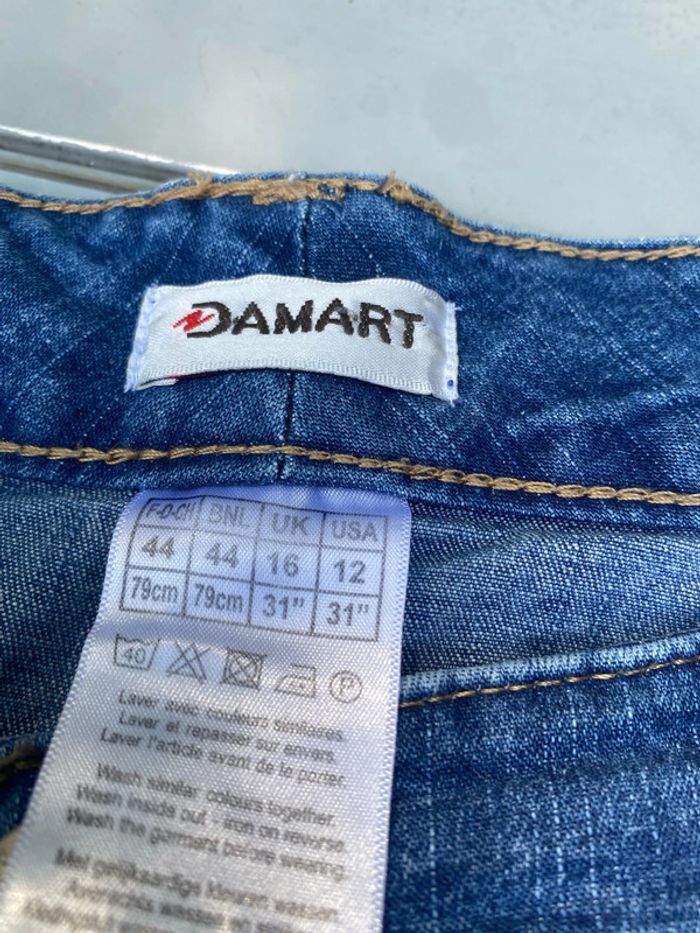 DAMART
F-D-CH BNL UK USA
44 44 16 12
79cm 79cm 31" 31"
40 P
Laver avec couleurs similaires.
Laver et repasser sur envers.
Laver l'article avant de le porter.
Wash similar colours together.
Wash inside out - iron on reverse.
Wash the garment before wearing.
Met gelijkaardige kleuren wassen.
wassen en